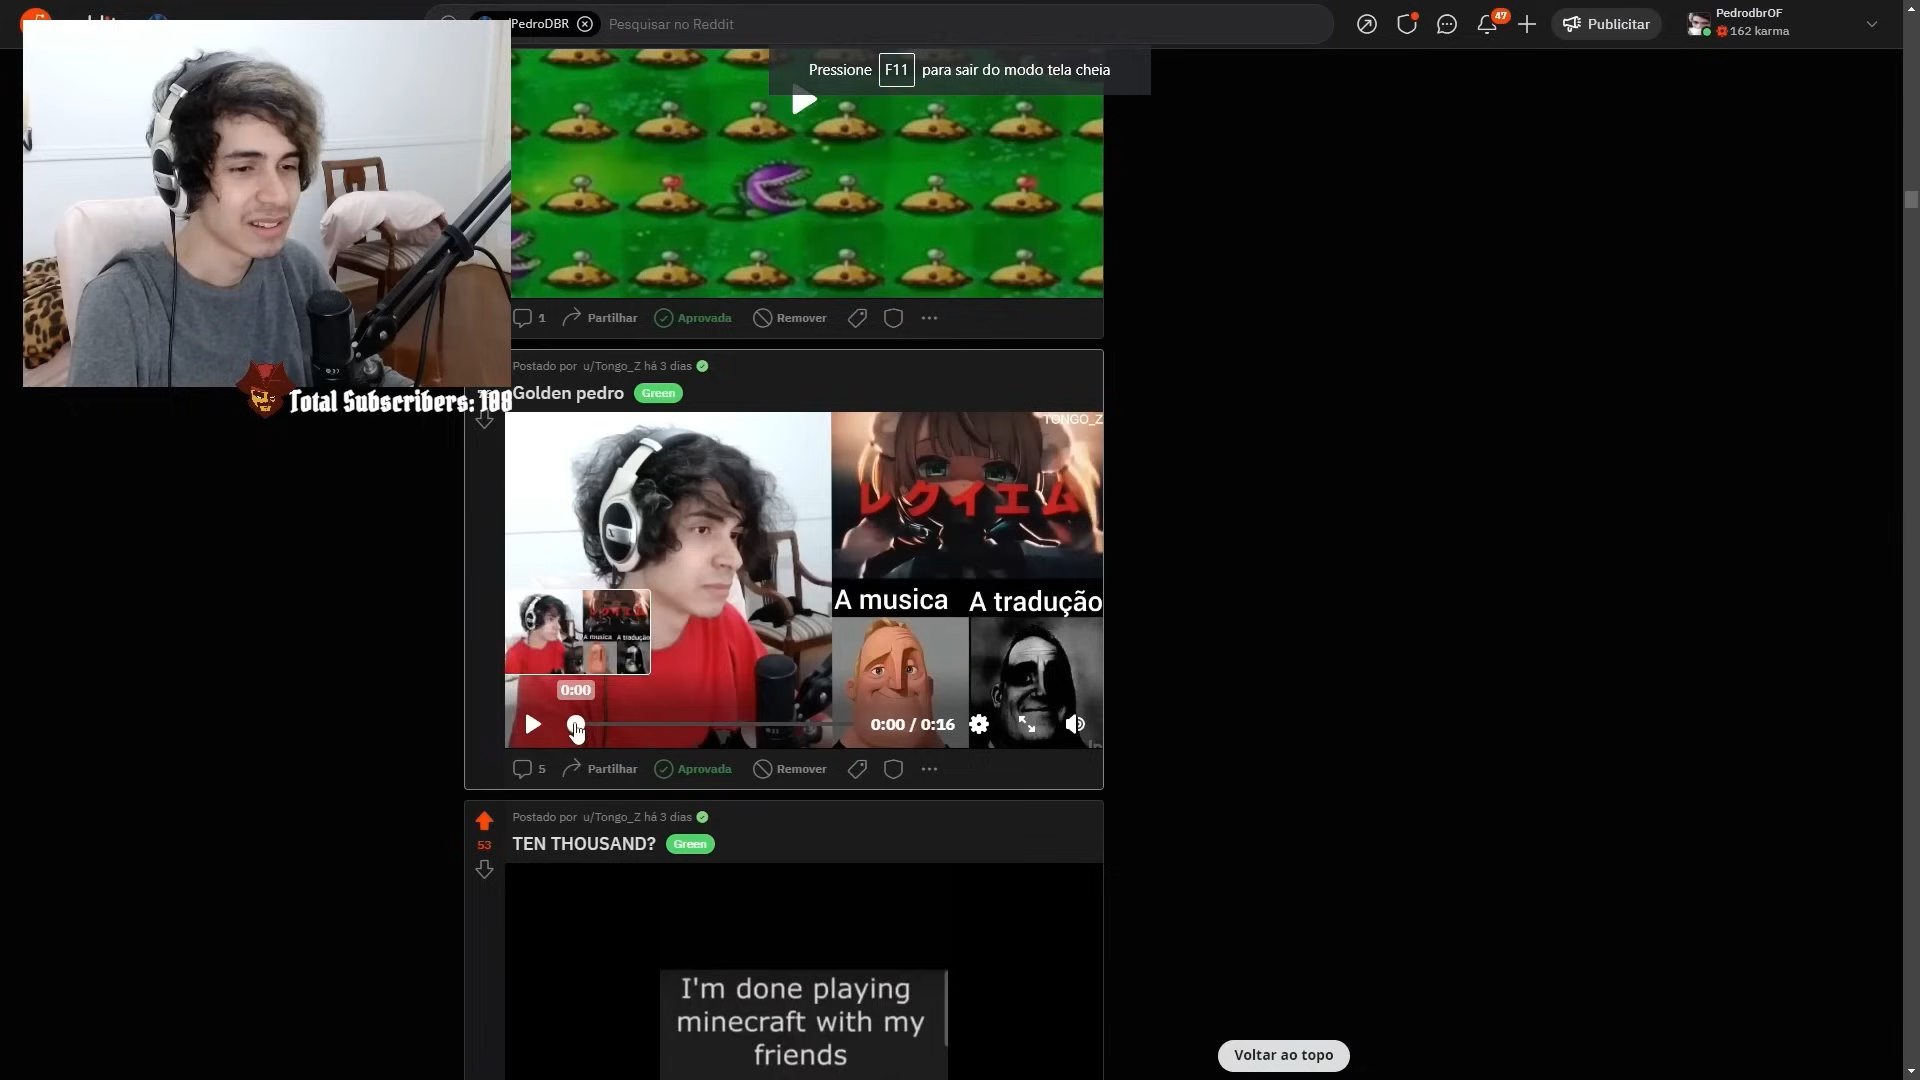 PedroDBR
Pesquisar no Reddit
47
Publicitar
PedrodbrOF
162 karma
Pressione F11 para sair do modo tela cheia
1 Partilhar Aprovada Remover
Postado por u/Tongo_Z há 3 dias
Golden pedro Green
Total Subscribers: 188
TONGO_Z
レクイエム
A musica A tradução
A musica A tradução
0:00
0:00 / 0:16
5 Partilhar Aprovada Remover
Postado por u/Tongo_Z há 3 dias
53
TEN THOUSAND? Green
I'm done playing
minecraft with my
friends
Voltar ao topo